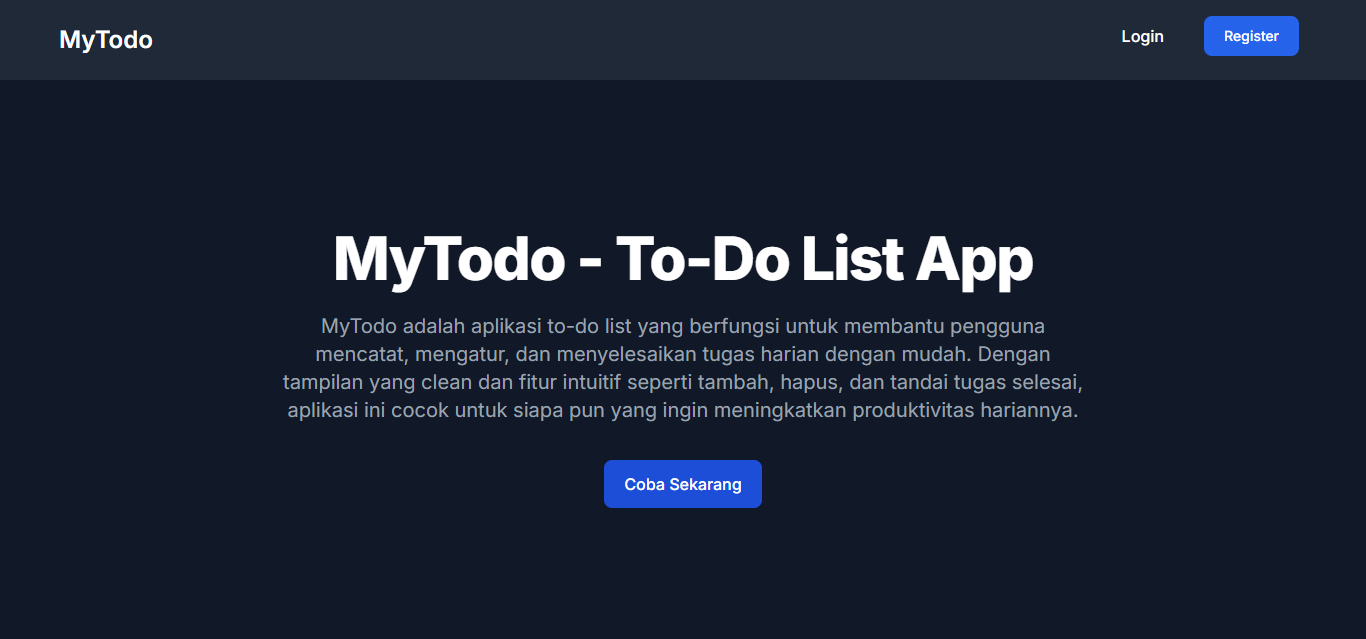 MyTodo
Login
Register
MyTodo - To-Do List App
MyTodo adalah aplikasi to-do list yang berfungsi untuk membantu pengguna
mencatat, mengatur, dan menyelesaikan tugas harian dengan mudah. Dengan
tampilan yang clean dan fitur intuitif seperti tambah, hapus, dan tandai tugas selesai,
aplikasi ini cocok untuk siapa pun yang ingin meningkatkan produktivitas hariannya.
Coba Sekarang